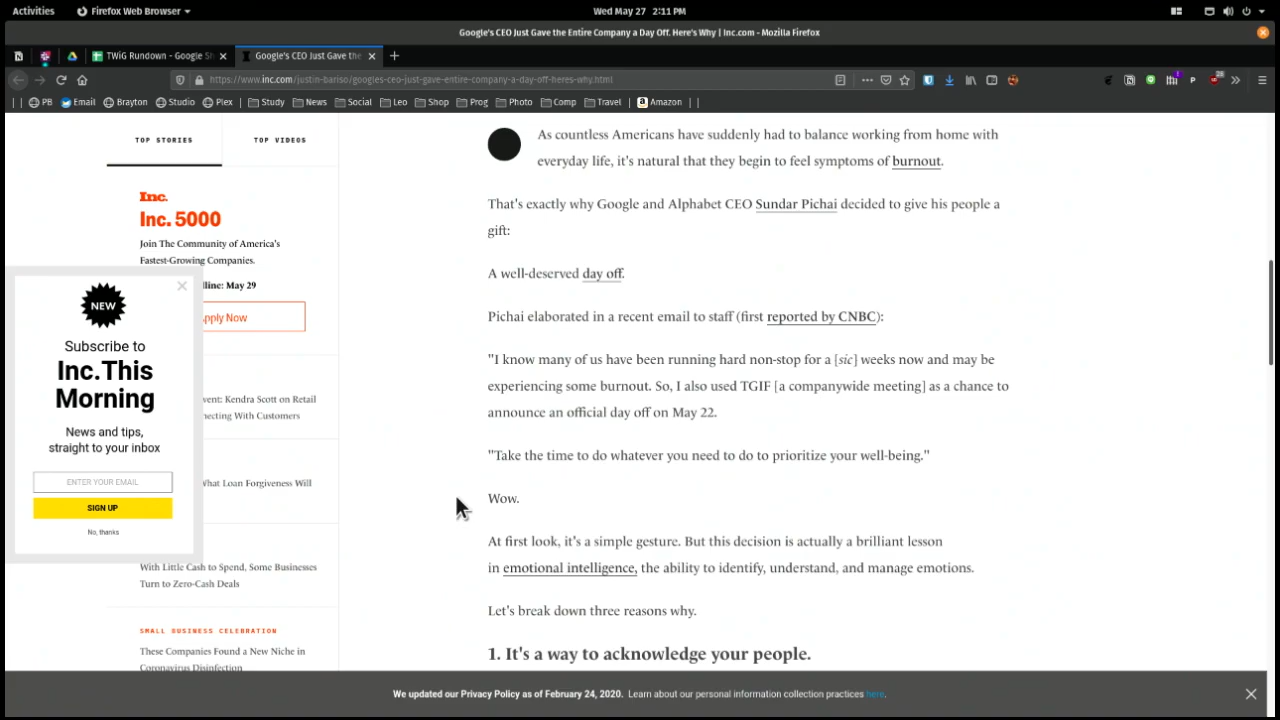 Activities
Firefox Web Browser
Wed May 27 2:11 PM
Google's CEO Just Gave the Entire Company a Day Off. Here's Why | Inc.com - Mozilla Firefox
TWiG Rundown - Google Sh
Google's CEO Just Gave the
https://www.inc.com/justin-bariso/googles-ceo-just-gave-entire-company-a-day-off-heres-why.html
PB Email Brayton Studio Plex Study News Social Leo Shop Prog Photo Comp Travel Amazon
TOP STORIES
TOP VIDEOS
Inc.
Inc. 5000
Join The Community of America's
Fastest-Growing Companies.
dline: May 29
Apply Now
vent: Kendra Scott on Retail
nnecting With Customers
What Loan Forgiveness Will
With Little Cash to Spend, Some Businesses
Turn to Zero-Cash Deals
SMALL BUSINESS CELEBRATION
These Companies Found a New Niche in
Coronavirus Disinfection
NEW
Subscribe to
Inc.This
Morning
News and tips,
straight to your inbox
ENTER YOUR EMAIL
SIGN UP
No, thanks
As countless Americans have suddenly had to balance working from home with
everyday life, it's natural that they begin to feel symptoms of burnout.
That's exactly why Google and Alphabet CEO Sundar Pichai decided to give his people a
gift:
A well-deserved day off.
Pichai elaborated in a recent email to staff (first reported by CNBC):
"I know many of us have been running hard non-stop for a [sic] weeks now and may be
experiencing some burnout. So, I also used TGIF [a companywide meeting] as a chance to
announce an official day off on May 22.
"Take the time to do whatever you need to do to prioritize your well-being."
Wow.
At first look, it's a simple gesture. But this decision is actually a brilliant lesson
in emotional intelligence, the ability to identify, understand, and manage emotions.
Let's break down three reasons why.
1. It's a way to acknowledge your people.
We updated our Privacy Policy as of February 24, 2020. Learn about our personal information collection practices here.